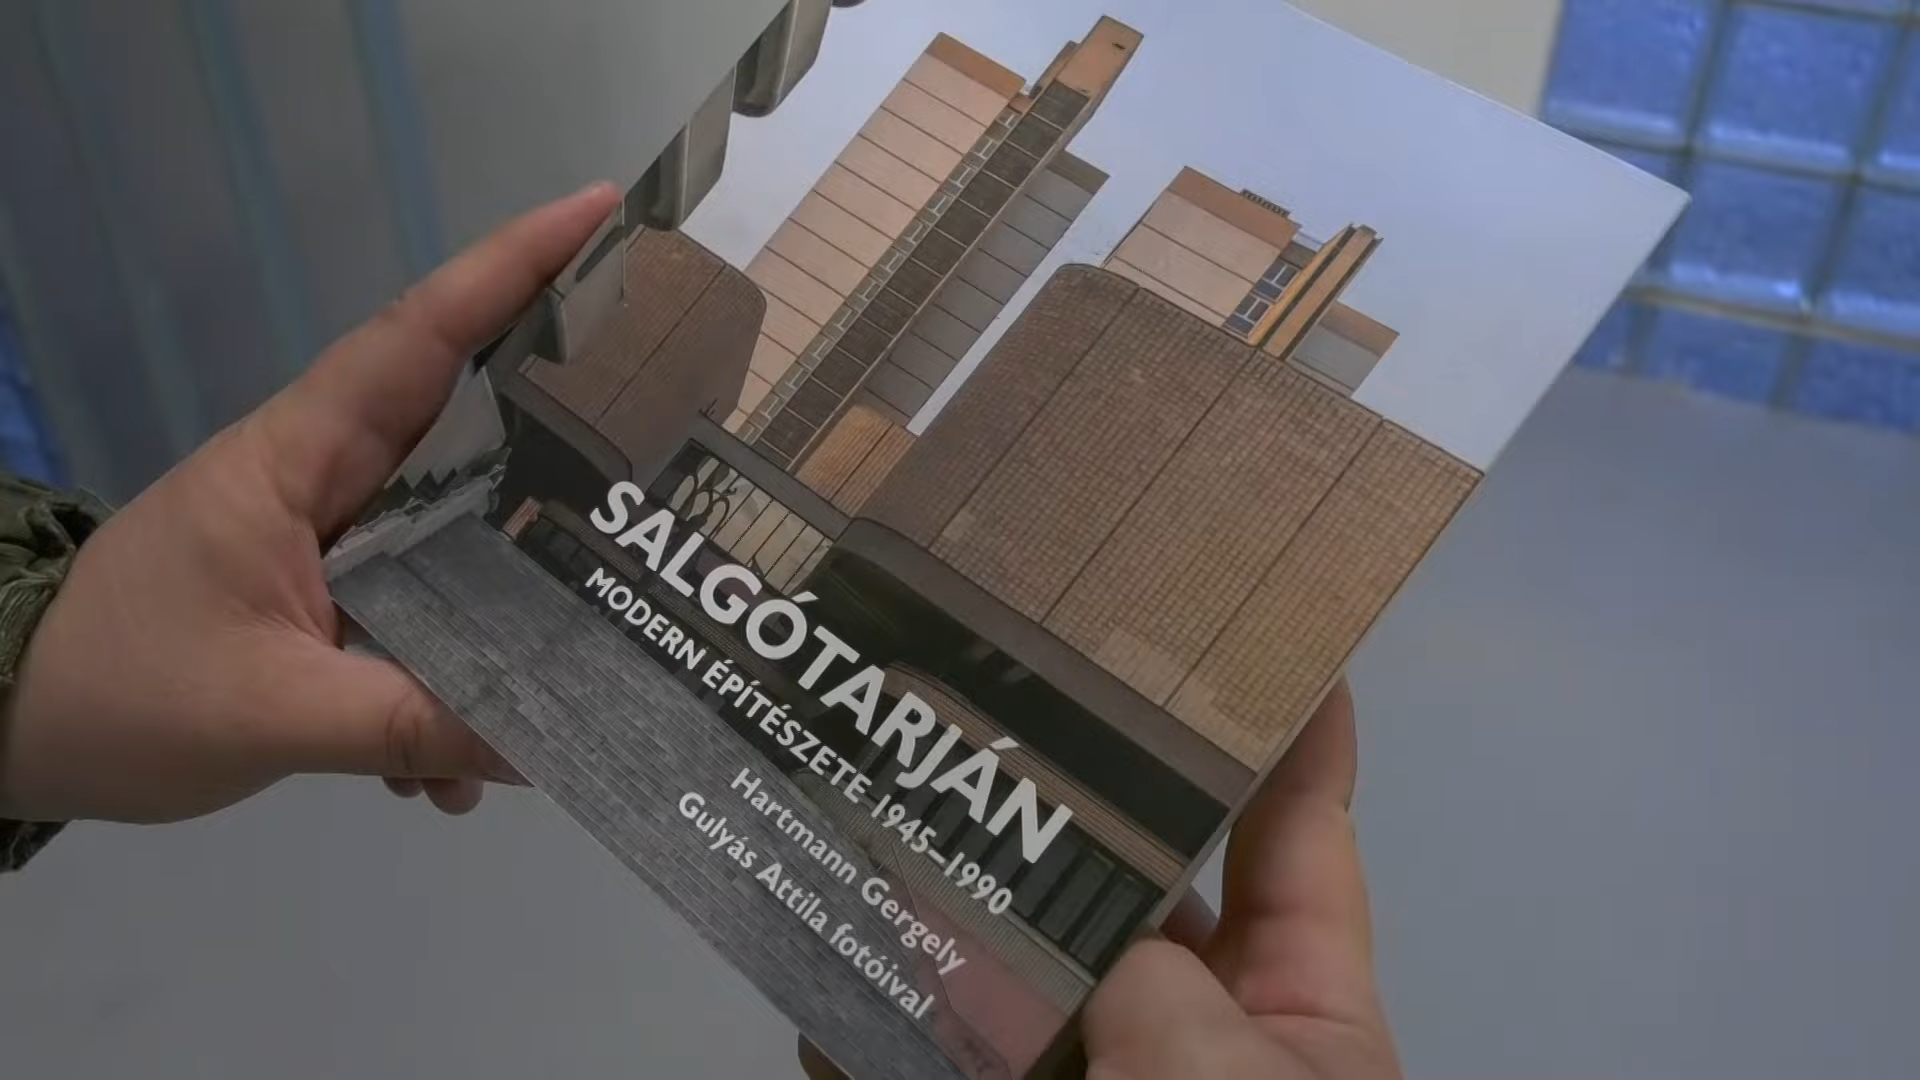 SALGÓTARJÁN
MODERN ÉPÍTÉSZETE 1945–1990
Hartmann Gergely
Gulyás Attila fotóival